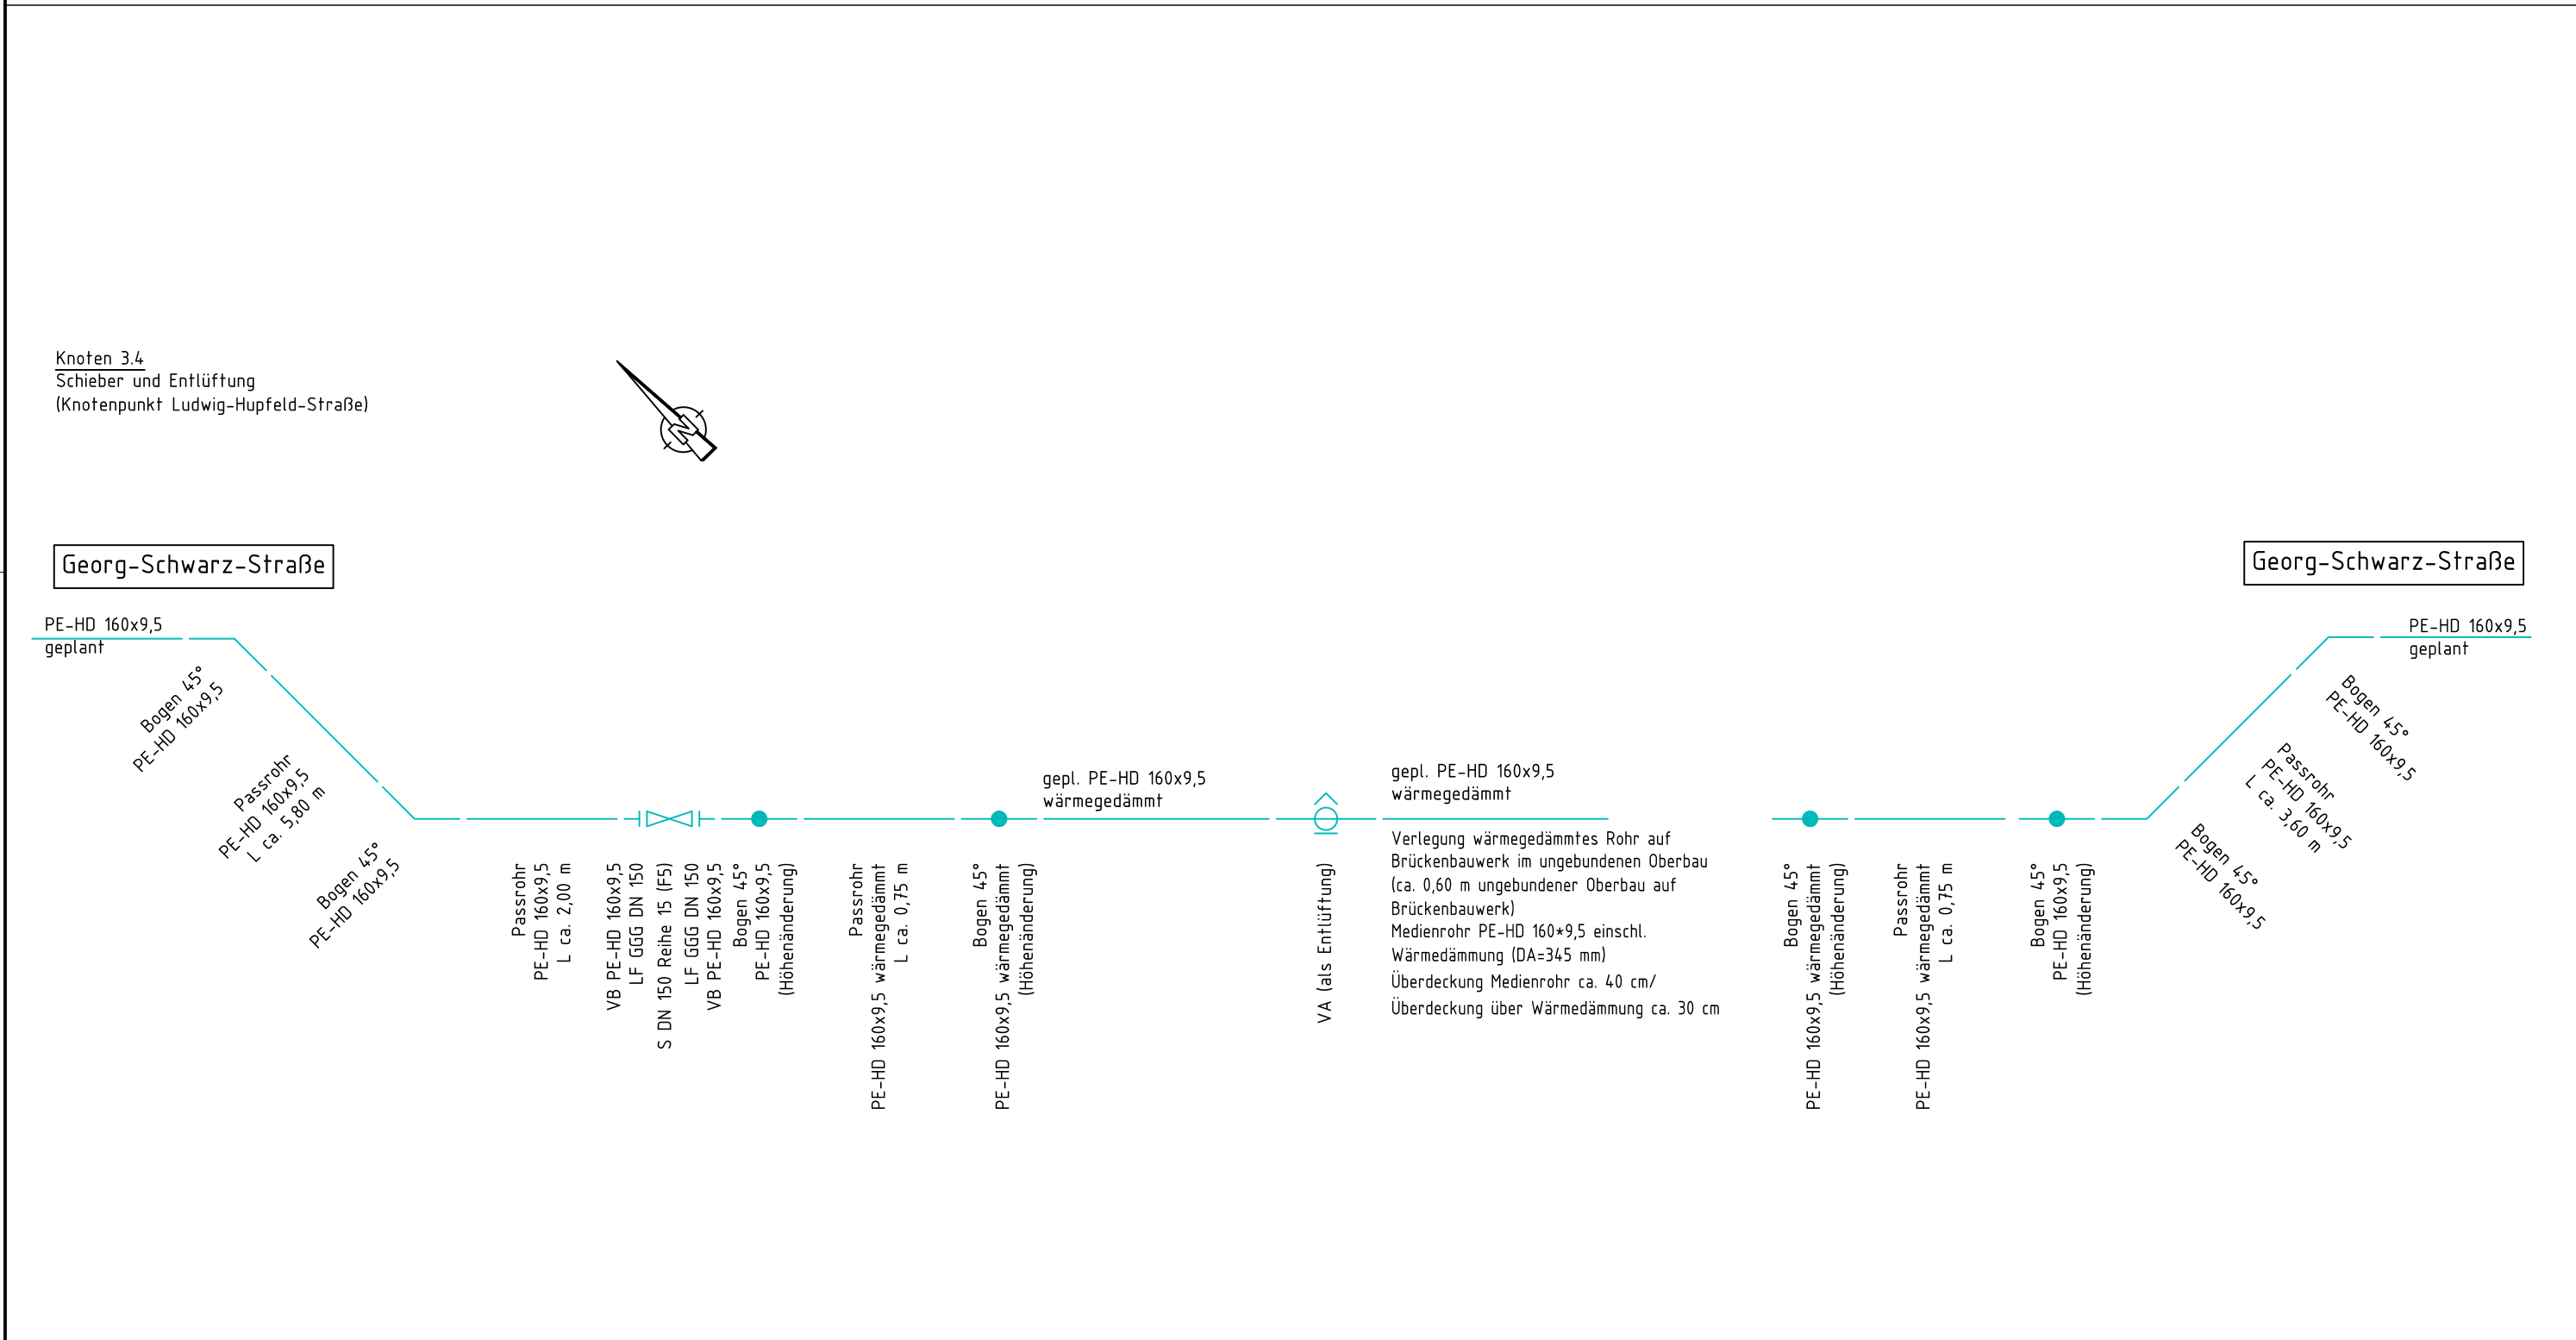 Knoten 3.4
Schieber und Entlüftung
(Knotenpunkt Ludwig-Hupfeld-Straße)
N
Georg-Schwarz-Straße
Georg-Schwarz-Straße
PE-HD 160x9,5
geplant
Bogen 45°
PE-HD 160x9,5
Passrohr
PE-HD 160x9,5
L ca. 5,80 m
Bogen 45°
PE-HD 160x9,5
Passrohr
PE-HD 160x9,5
L ca. 2,00 m
VB PE-HD 160x9,5
LF GGG DN 150
S DN 150 Reihe 15 (F5)
LF GGG DN 150
VB PE-HD 160x9,5
Bogen 45°
PE-HD 160x9,5
(Höhenänderung)
Passrohr
PE-HD 160x9,5 wärmegedämmt
L ca. 0,75 m
Bogen 45°
PE-HD 160x9,5 wärmegedämmt
(Höhenänderung)
gepl. PE-HD 160x9,5
wärmegedämmt
VA (als Entlüftung)
gepl. PE-HD 160x9,5
wärmegedämmt
Verlegung wärmegedämmtes Rohr auf
Brückenbauwerk im ungebundenen Oberbau
(ca. 0,60 m ungebundener Oberbau auf
Brückenbauwerk)
Medienrohr PE-HD 160*9,5 einschl.
Wärmedämmung (DA=345 mm)
Überdeckung Medienrohr ca. 40 cm/
Überdeckung über Wärmedämmung ca. 30 cm
Bogen 45°
PE-HD 160x9,5 wärmegedämmt
(Höhenänderung)
Passrohr
PE-HD 160x9,5 wärmegedämmt
L ca. 0,75 m
Bogen 45°
PE-HD 160x9,5
(Höhenänderung)
Bogen 45°
PE-HD 160x9,5
Passrohr
PE-HD 160x9,5
L ca. 3,60 m
Bogen 45°
PE-HD 160x9,5
PE-HD 160x9,5
geplant